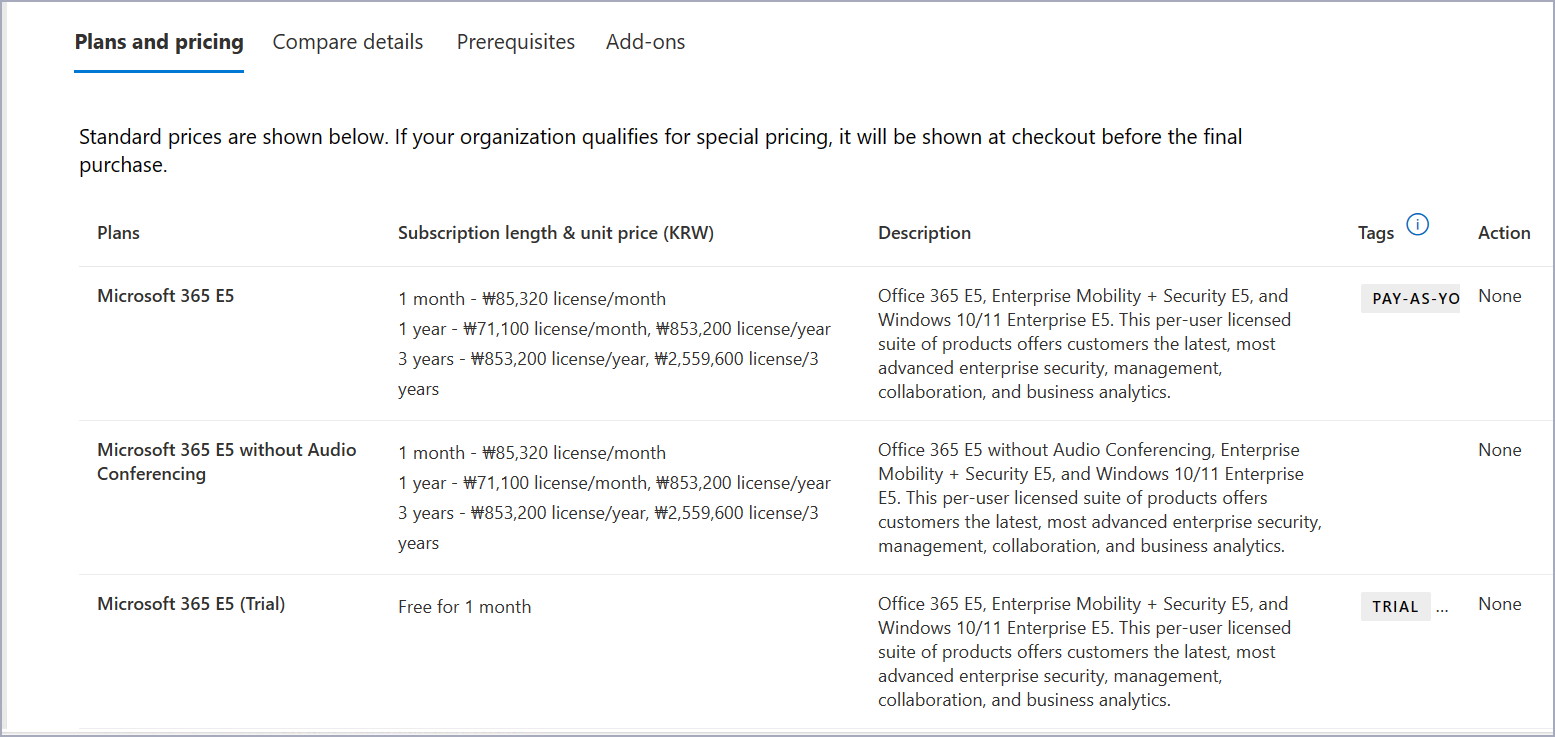 Plans and pricing Compare details Prerequisites Add-ons
Standard prices are shown below. If your organization qualifies for special pricing, it will be shown at checkout before the final
purchase.
Plans Subscription length & unit price (KRW) Description Tags Action
Microsoft 365 E5
1 month - ₩85,320 license/month
1 year - ₩71,100 license/month, ₩853,200 license/year
3 years - ₩853,200 license/year, ₩2,559,600 license/3
years
Office 365 E5, Enterprise Mobility + Security E5, and
Windows 10/11 Enterprise E5. This per-user licensed
suite of products offers customers the latest, most
advanced enterprise security, management,
collaboration, and business analytics.
PAY-AS-YO
None
Microsoft 365 E5 without Audio
Conferencing
1 month - ₩85,320 license/month
1 year - ₩71,100 license/month, ₩853,200 license/year
3 years - ₩853,200 license/year, ₩2,559,600 license/3
years
Office 365 E5 without Audio Conferencing, Enterprise
Mobility + Security E5, and Windows 10/11 Enterprise
E5. This per-user licensed suite of products offers
customers the latest, most advanced enterprise security,
management, collaboration, and business analytics.
None
Microsoft 365 E5 (Trial)
Free for 1 month
Office 365 E5, Enterprise Mobility + Security E5, and
Windows 10/11 Enterprise E5. This per-user licensed
suite of products offers customers the latest, most
advanced enterprise security, management,
collaboration, and business analytics.
TRIAL ...
None